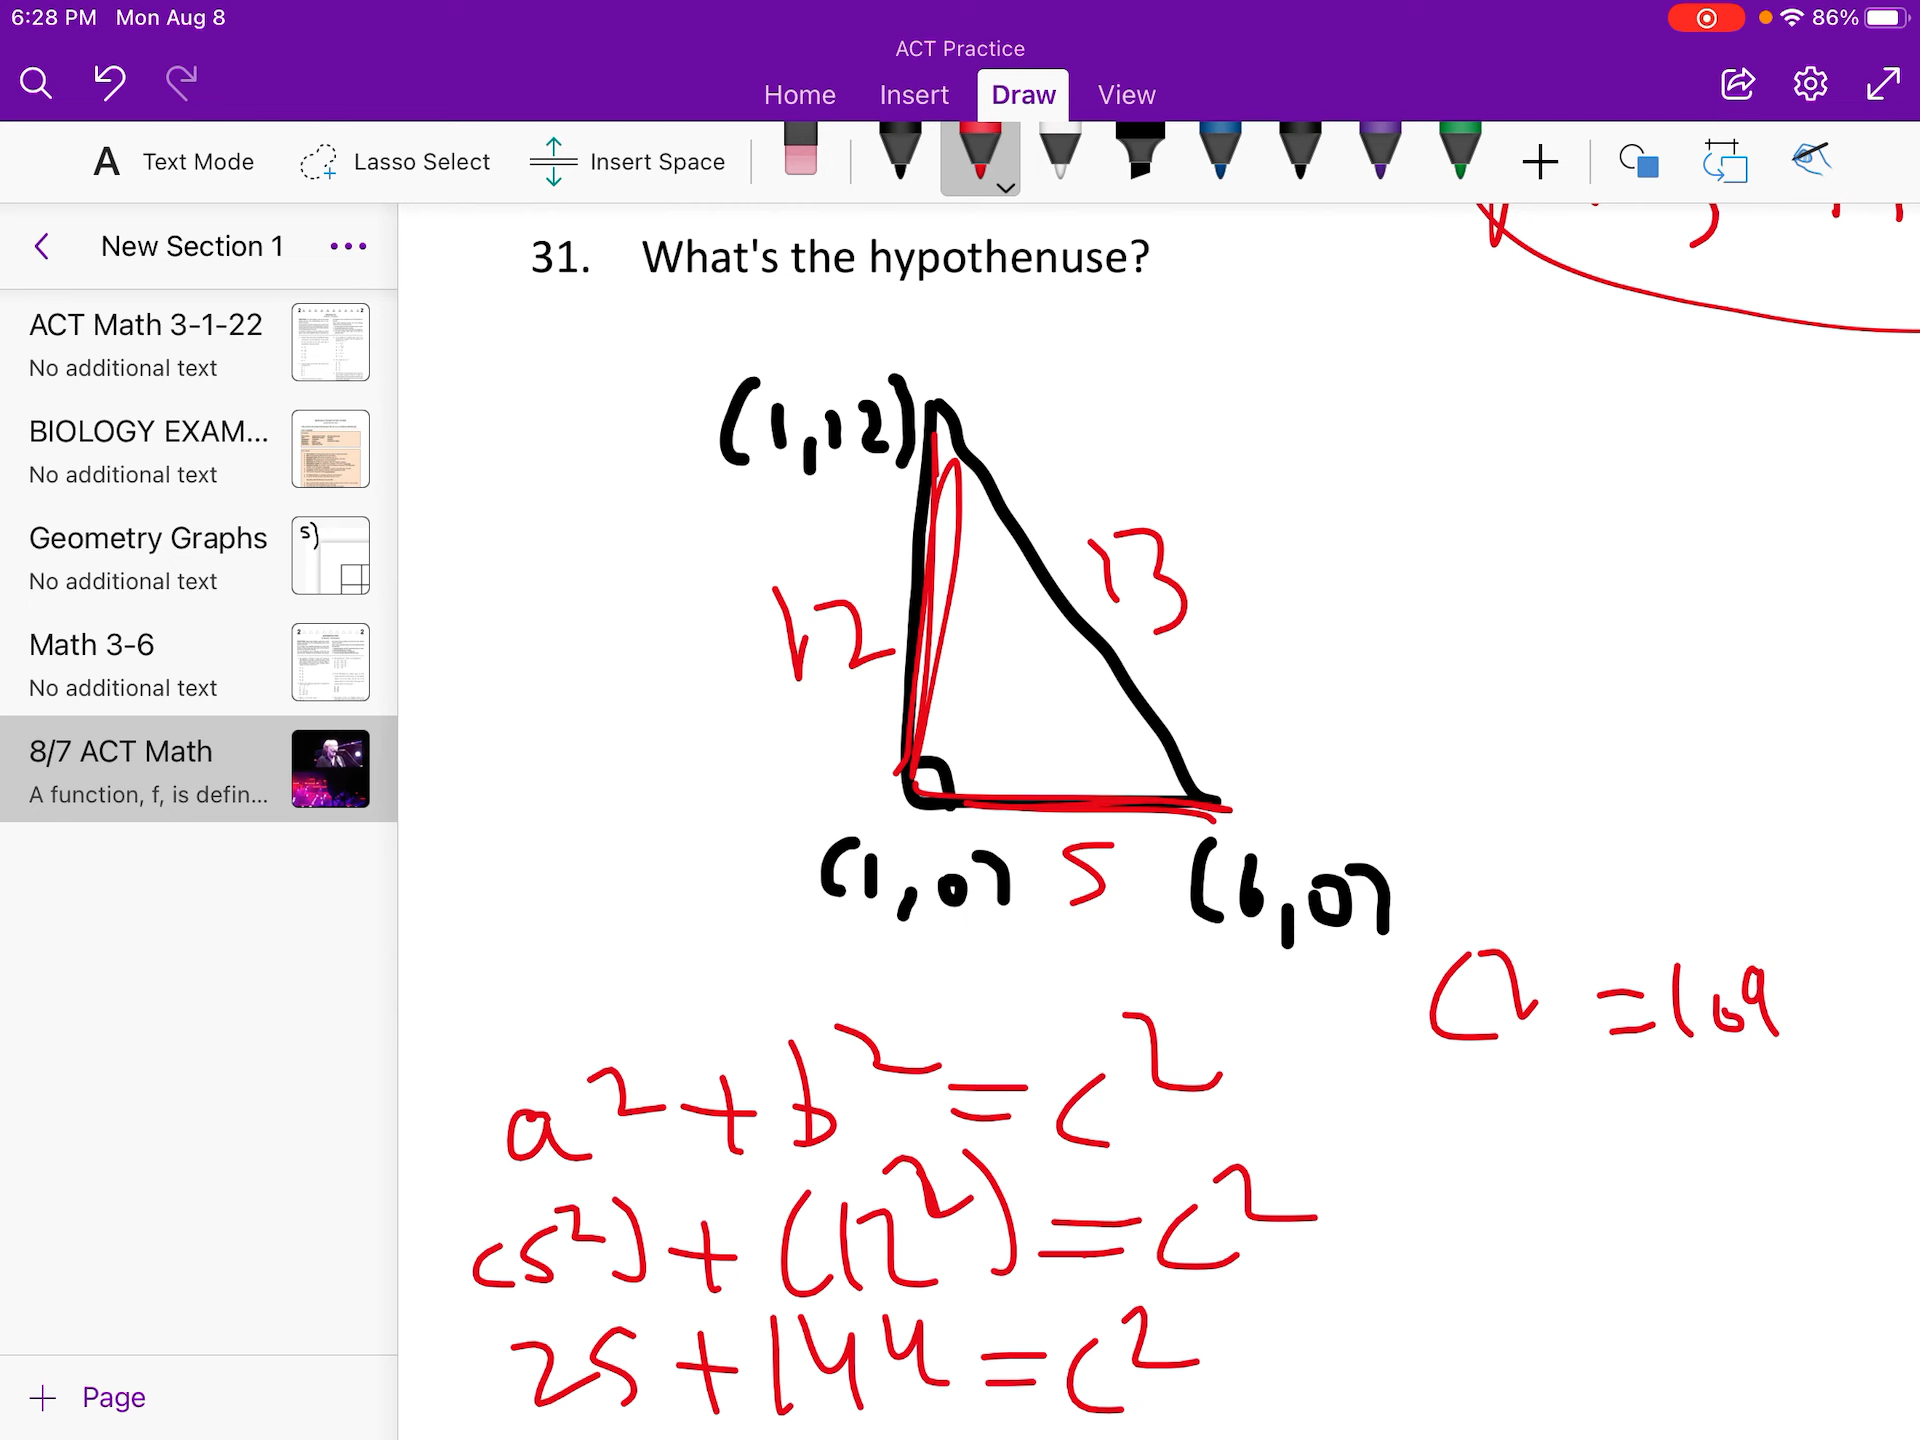 6:28 PM Mon Aug 8
86%
ACT Practice
Home Insert Draw View
A Text Mode Lasso Select Insert Space
New Section 1
ACT Math 3-1-22
No additional text
BIOLOGY EXAM...
No additional text
Geometry Graphs
No additional text
5)
Math 3-6
No additional text
8/7 ACT Math
A function, f, is defin...
+ Page
31. What's the hypothenuse?
(1,12)
13
12
(1,0) 5 (6,0)
c² = 169
a² + b² = c²
(5²) + (12²) = c²
25 + 144 = c²